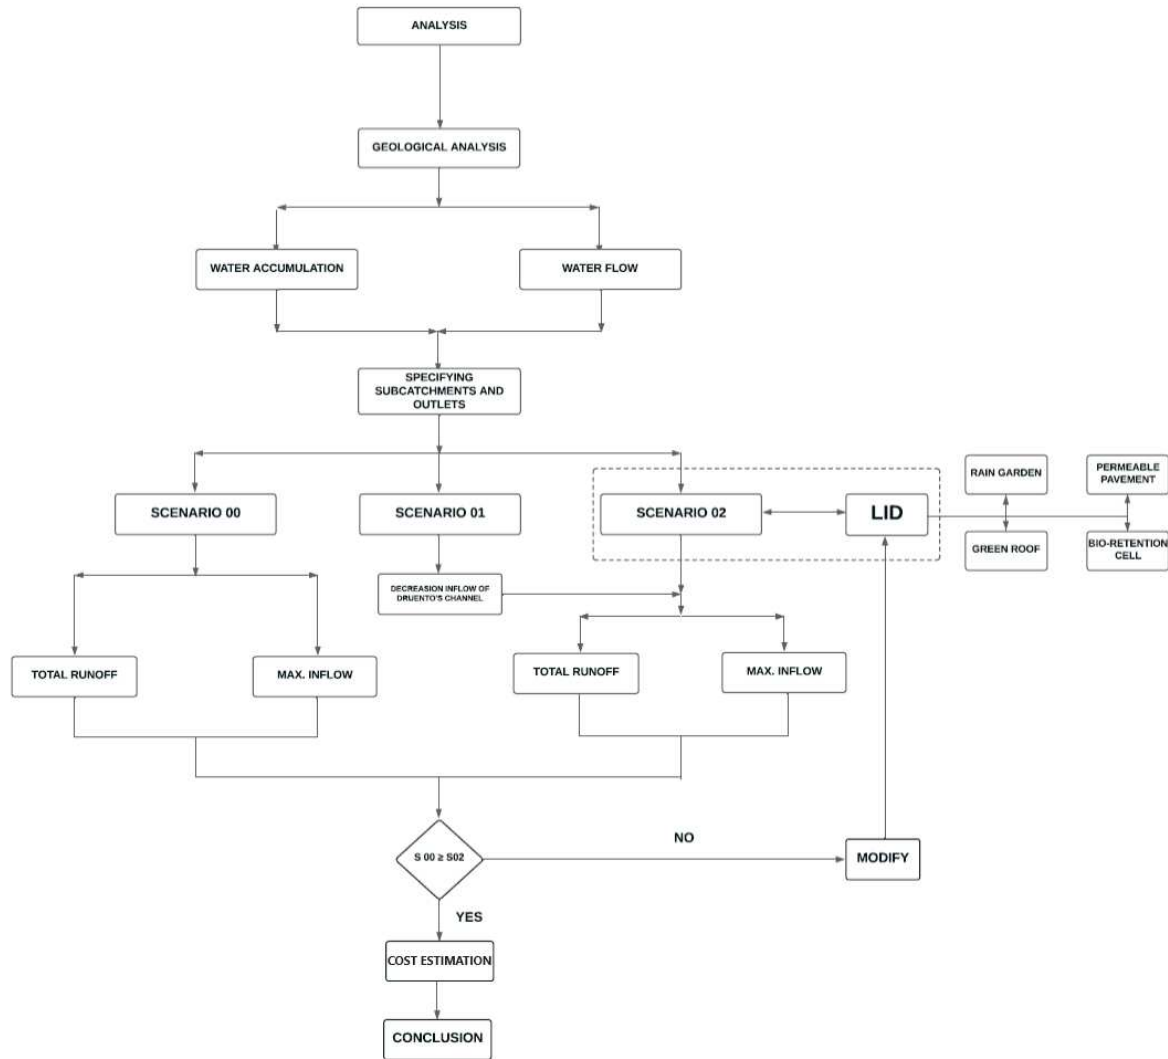 ANALYSIS
GEOLOGICAL ANALYSIS
WATER ACCUMULATION
WATER FLOW
SPECIFYING
SUBCATCHMENTS AND
OUTLETS
SCENARIO 00
SCENARIO 01
SCENARIO 02
LID
RAIN GARDEN
PERMEABLE
PAVEMENT
GREEN ROOF
BIO-RETENTION
CELL
DECREASION INFLOW OF
DRUENTO'S CHANNEL
TOTAL RUNOFF
MAX. INFLOW
TOTAL RUNOFF
MAX. INFLOW
S 00 ≥ S02
NO
MODIFY
YES
COST ESTIMATION
CONCLUSION